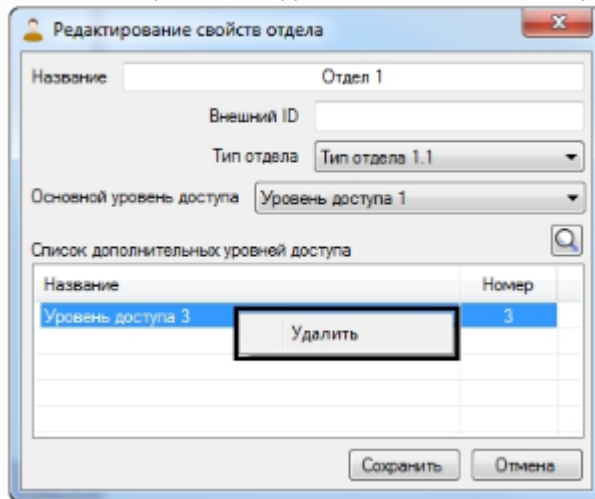 Редактирование свойств отдела
Название Отдел 1
Внешний ID
Тип отдела Тип отдела 1.1
Основной уровень доступа Уровень доступа 1
Список дополнительных уровней доступа
Название Номер
Уровень доступа 3 3
Удалить
Сохранить Отмена